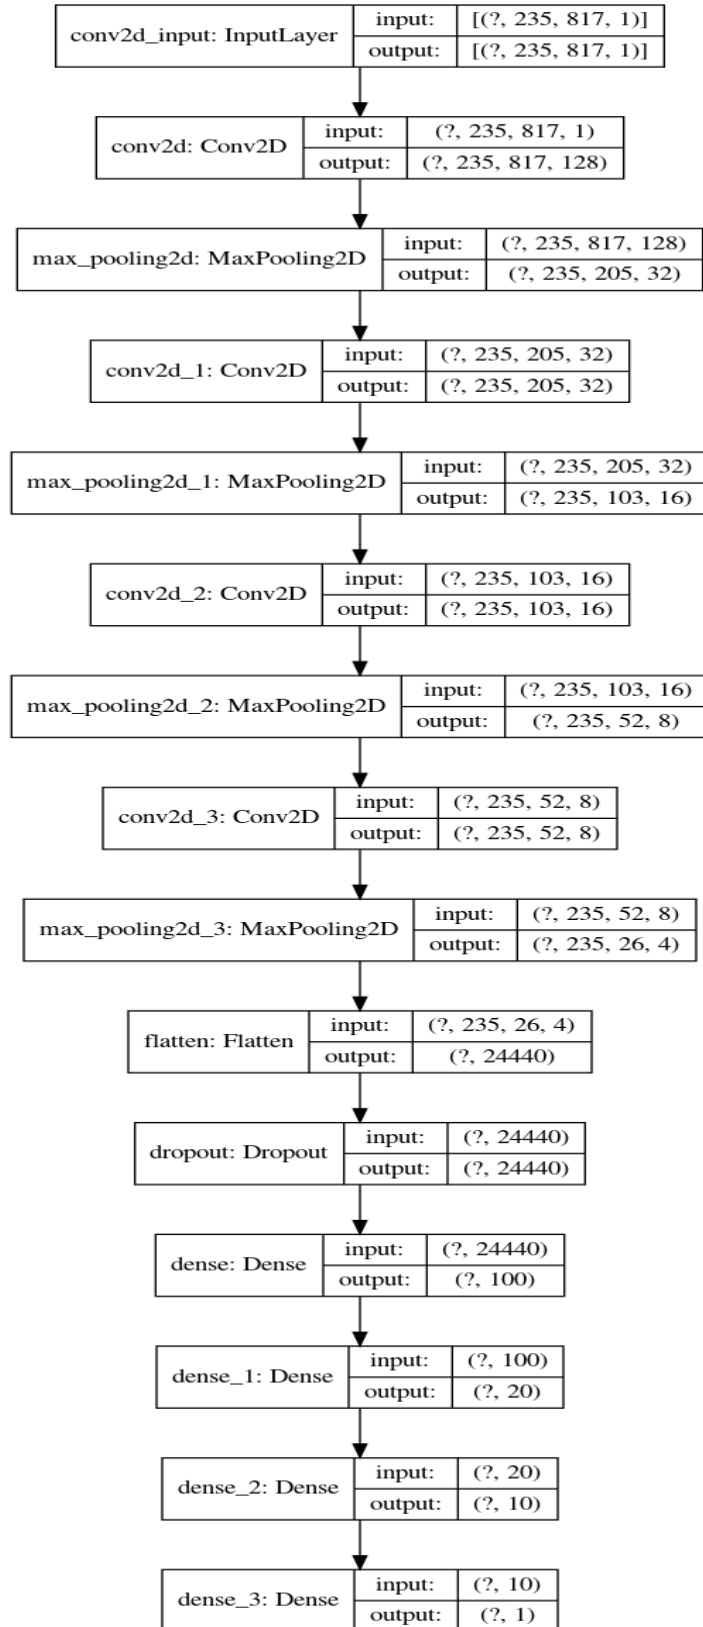 conv2d_input: InputLayer
input: [(?, 235, 817, 1)]
output: [(?, 235, 817, 1)]
conv2d: Conv2D
input: (?, 235, 817, 1)
output: (?, 235, 817, 128)
max_pooling2d: MaxPooling2D
input: (?, 235, 817, 128)
output: (?, 235, 205, 32)
conv2d_1: Conv2D
input: (?, 235, 205, 32)
output: (?, 235, 205, 32)
max_pooling2d_1: MaxPooling2D
input: (?, 235, 205, 32)
output: (?, 235, 103, 16)
conv2d_2: Conv2D
input: (?, 235, 103, 16)
output: (?, 235, 103, 16)
max_pooling2d_2: MaxPooling2D
input: (?, 235, 103, 16)
output: (?, 235, 52, 8)
conv2d_3: Conv2D
input: (?, 235, 52, 8)
output: (?, 235, 52, 8)
max_pooling2d_3: MaxPooling2D
input: (?, 235, 52, 8)
output: (?, 235, 26, 4)
flatten: Flatten
input: (?, 235, 26, 4)
output: (?, 24440)
dropout: Dropout
input: (?, 24440)
output: (?, 24440)
dense: Dense
input: (?, 24440)
output: (?, 100)
dense_1: Dense
input: (?, 100)
output: (?, 20)
dense_2: Dense
input: (?, 20)
output: (?, 10)
dense_3: Dense
input: (?, 10)
output: (?, 1)